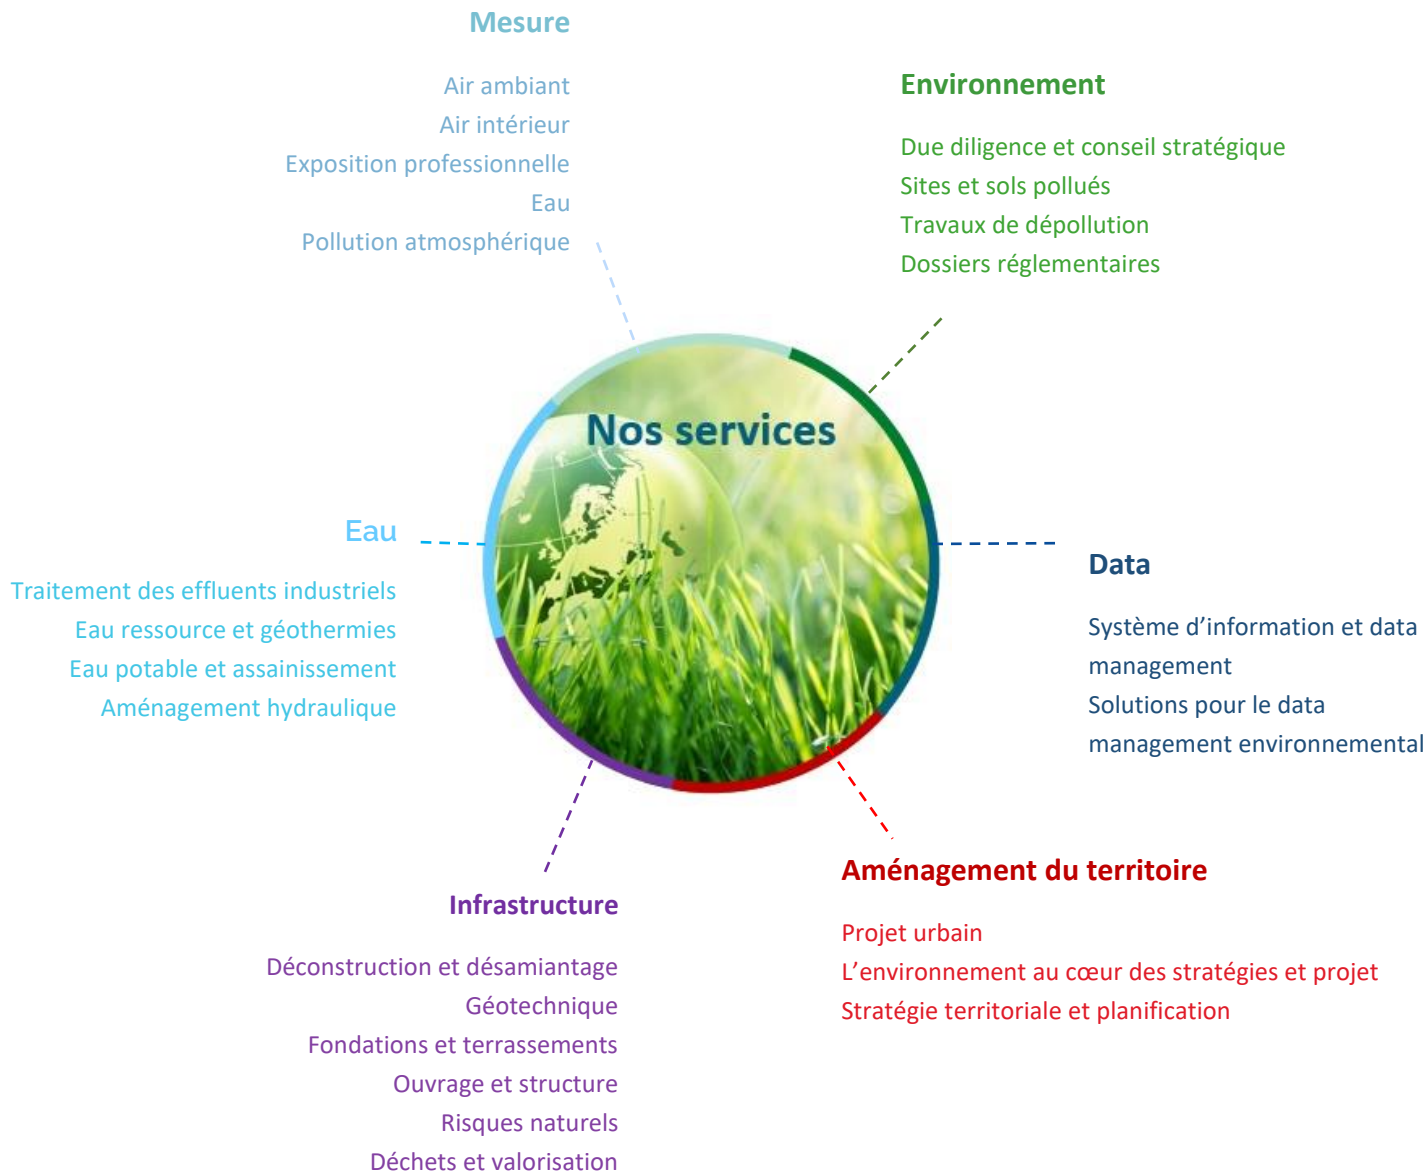 Mesure
Air ambiant
Air intérieur
Exposition professionnelle
Eau
Pollution atmosphérique
Environnement
Due diligence et conseil stratégique
Sites et sols pollués
Travaux de dépollution
Dossiers réglementaires
Nos services
Eau
Traitement des effluents industriels
Eau ressource et géothermies
Eau potable et assainissement
Aménagement hydraulique
Data
Système d’information et data
management
Solutions pour le data
management environnemental
Infrastructure
Déconstruction et désamiantage
Géotechnique
Fondations et terrassements
Ouvrage et structure
Risques naturels
Déchets et valorisation
Aménagement du territoire
Projet urbain
L’environnement au cœur des stratégies et projet
Stratégie territoriale et planification